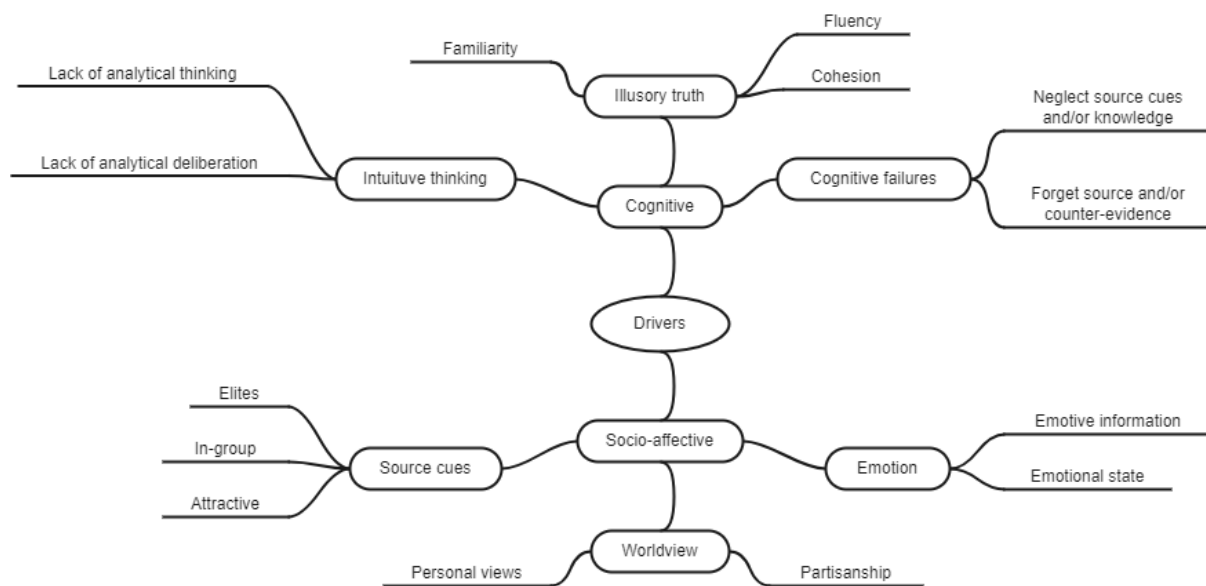 Fluency
Familiarity
Lack of analytical thinking
Cohesion
Illusory truth
Neglect source cues
and/or knowledge
Lack of analytical deliberation
Intuituve thinking
Cognitive failures
Forget source and/or
counter-evidence
Cognitive
Drivers
Elites
Emotive information
Socio-affective
In-group
Source cues
Emotion
Emotional state
Attractive
Worldview
Personal views
Partisanship